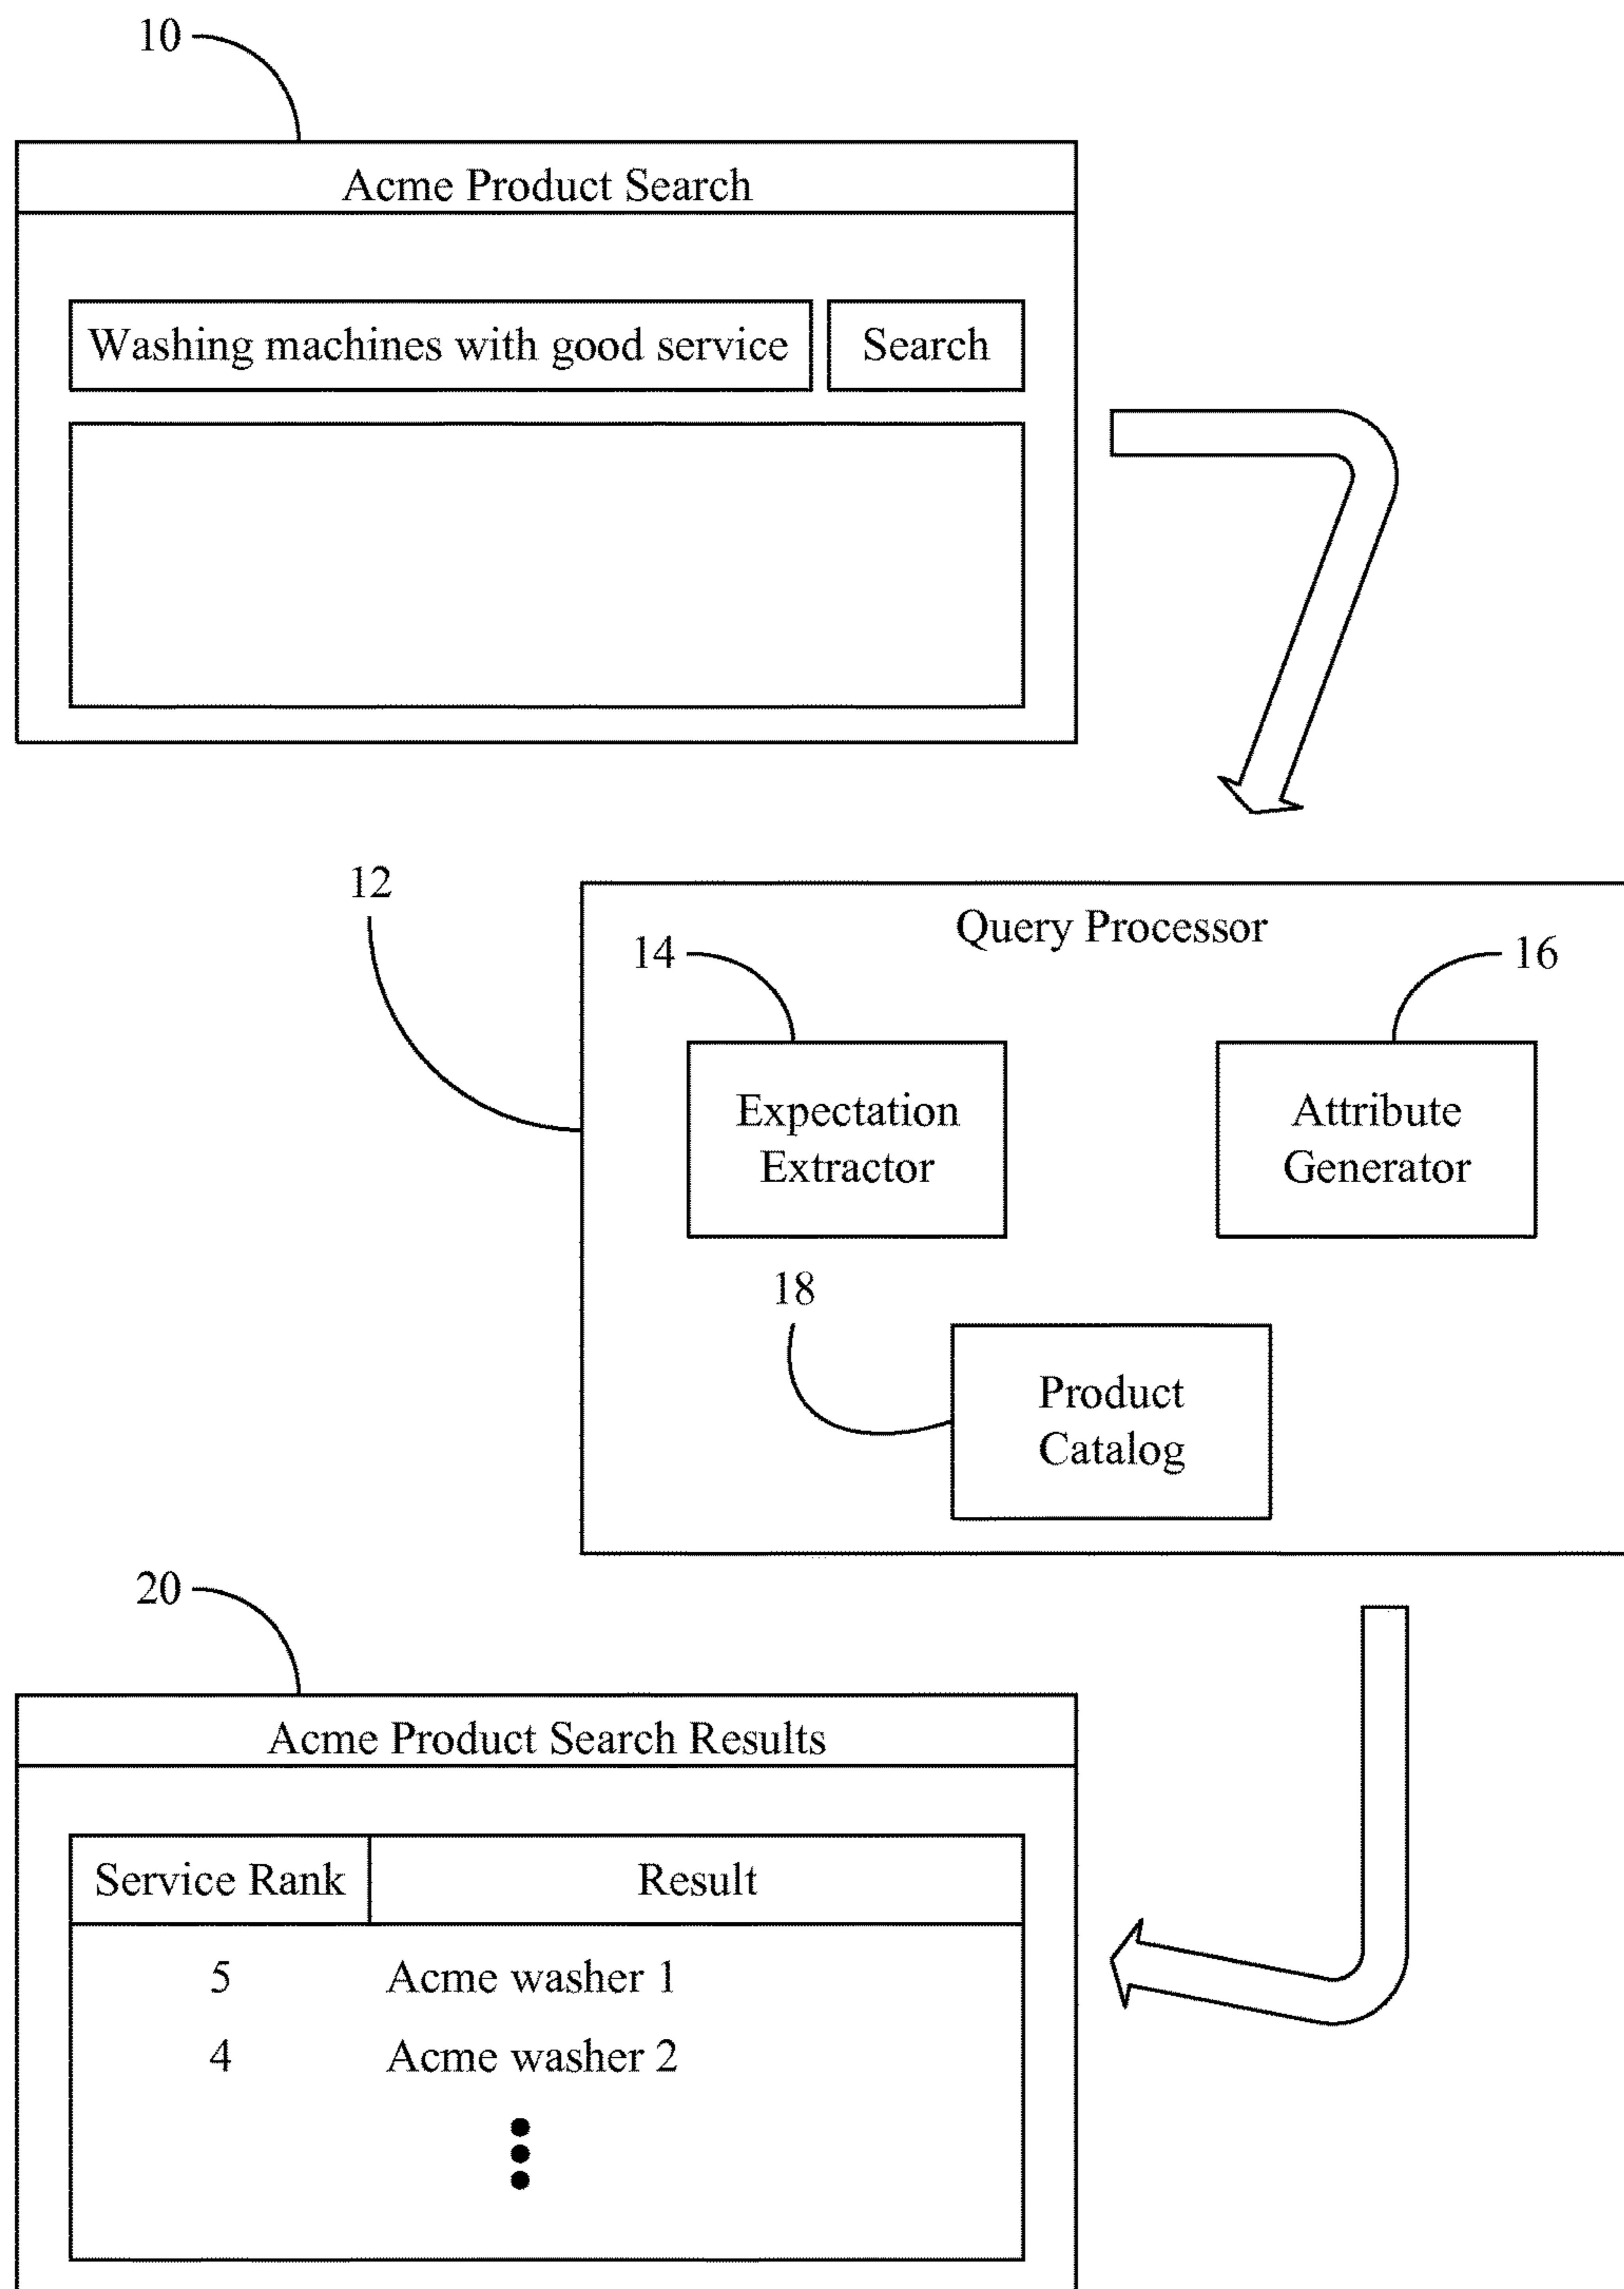 10
Acme Product Search
Washing machines with good service
Search
12
Query Processor
14
16
Expectation
Extractor
Attribute
Generator
18
Product
Catalog
20
Acme Product Search Results
Service Rank
Result
5 Acme washer 1
4 Acme washer 2